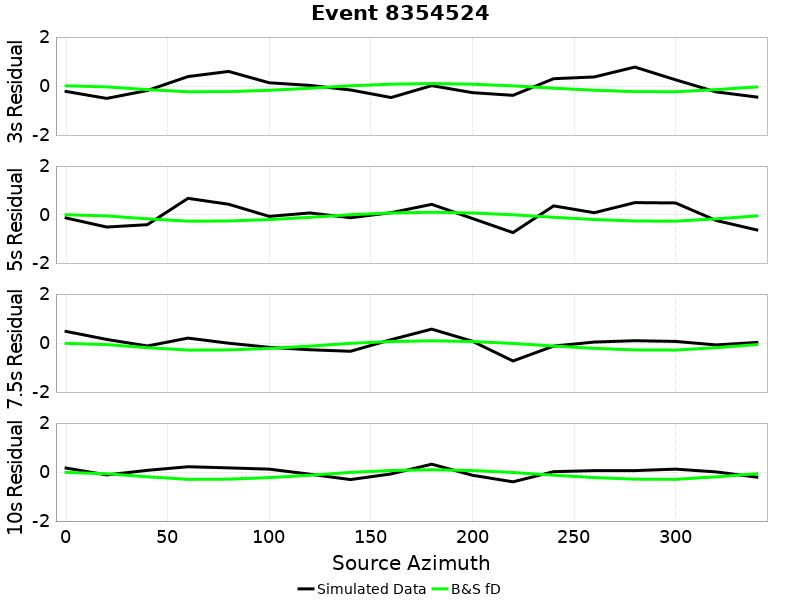 Event 8354524
3s Residual
2
0
-2
5s Residual
2
0
-2
7.5s Residual
2
0
-2
10s Residual
2
0
-2
0 50 100 150 200 250 300
Source Azimuth
Simulated Data B&S fD